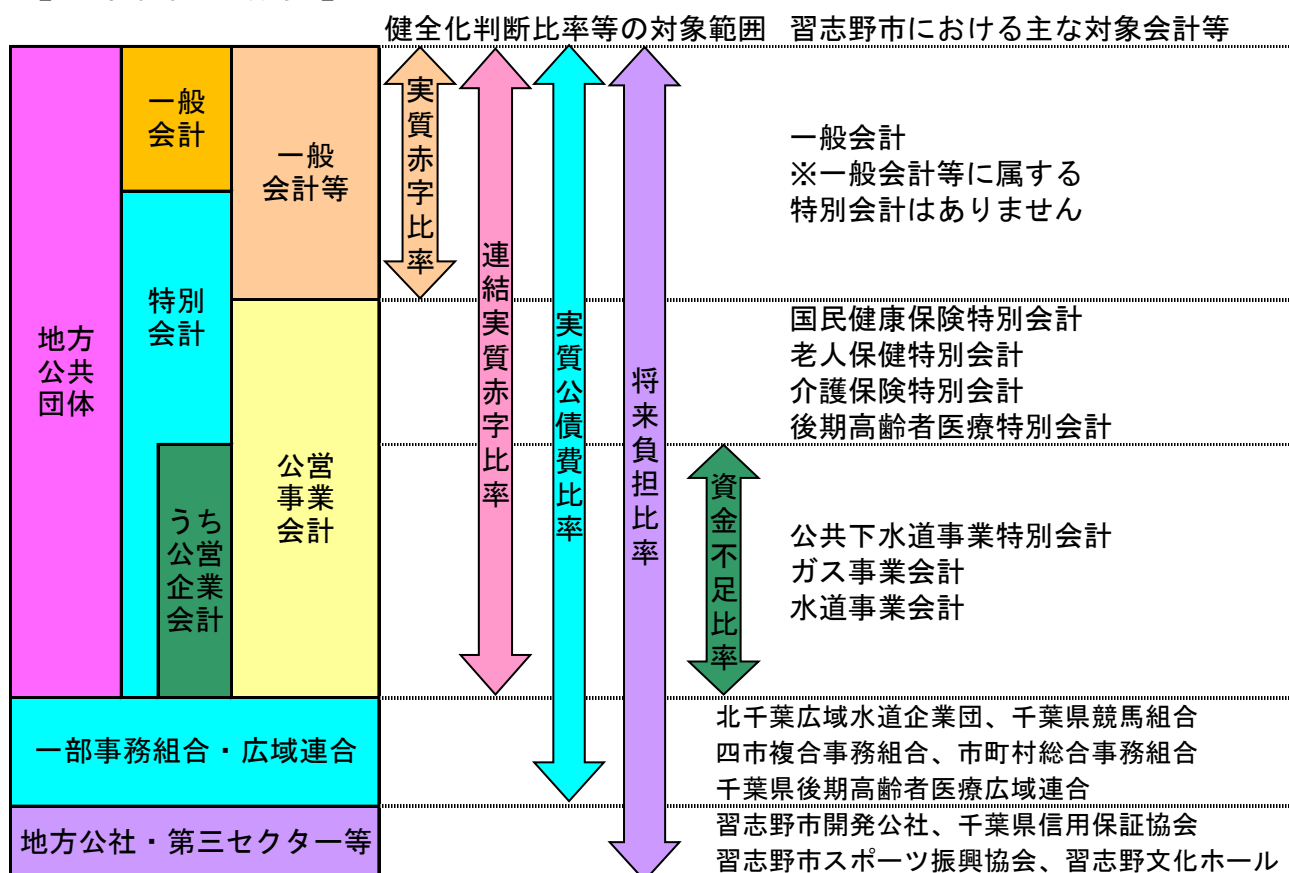 健全化判断比率等の対象範囲
習志野市における主な対象会計等
地方
公共
団体
一般
会計
特別
会計
うち
公営
企業
会計
一般
会計等
公営
事業
会計
実質赤字比率
連結実質赤字比率
実質公債費比率
将来負担比率
資金不足比率
一般会計
※一般会計等に属する
特別会計はありません
国民健康保険特別会計
老人保健特別会計
介護保険特別会計
後期高齢者医療特別会計
公共下水道事業特別会計
ガス事業会計
水道事業会計
一部事務組合・広域連合
北千葉広域水道企業団、千葉県競馬組合
四市複合事務組合、市町村総合事務組合
千葉県後期高齢者医療広域連合
地方公社・第三セクター等
習志野市開発公社、千葉県信用保証協会
習志野市スポーツ振興協会、習志野文化ホール